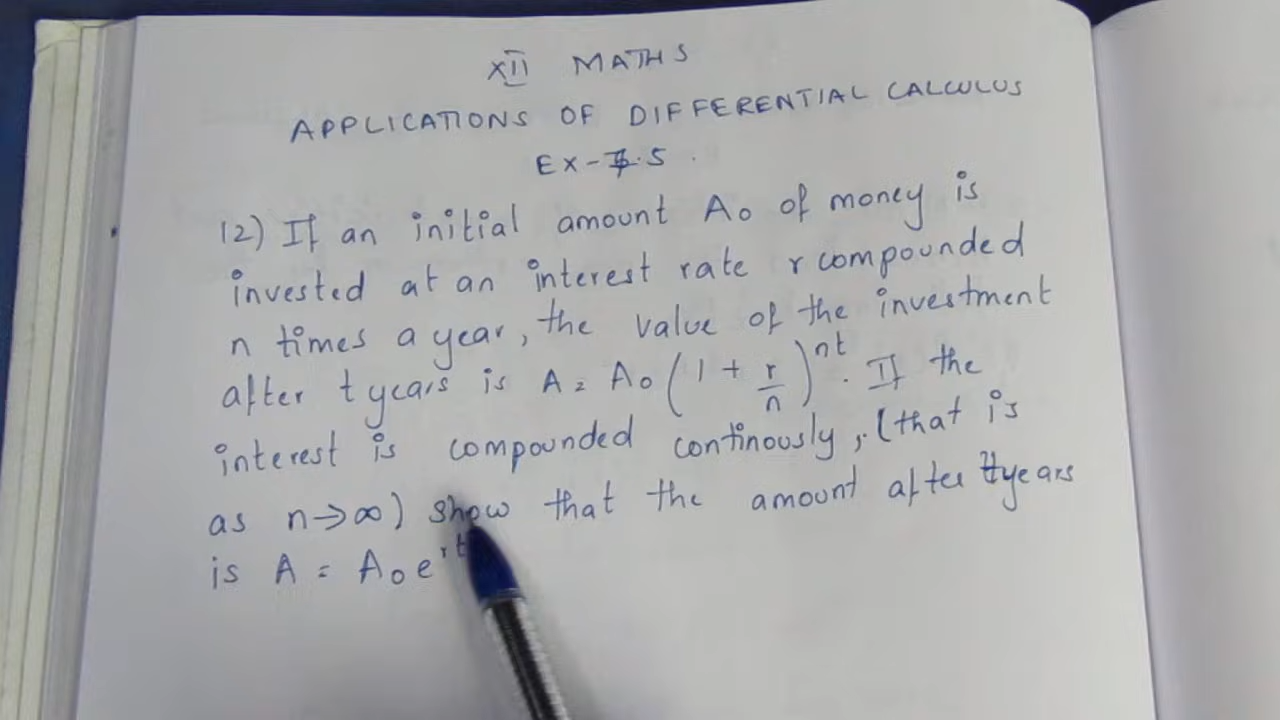 XII MATHS
APPLICATIONS OF DIFFERENTIAL CALCULUS
EX-7.5.
12) If an initial amount A₀ of money is
invested at an interest rate r compounded
n times a year, the value of the investment
after t years is A = A₀ (1 + r/n)^nt. If the
interest is compounded continously, (that is
as n→∞) show that the amount after t years
is A = A₀e^rt